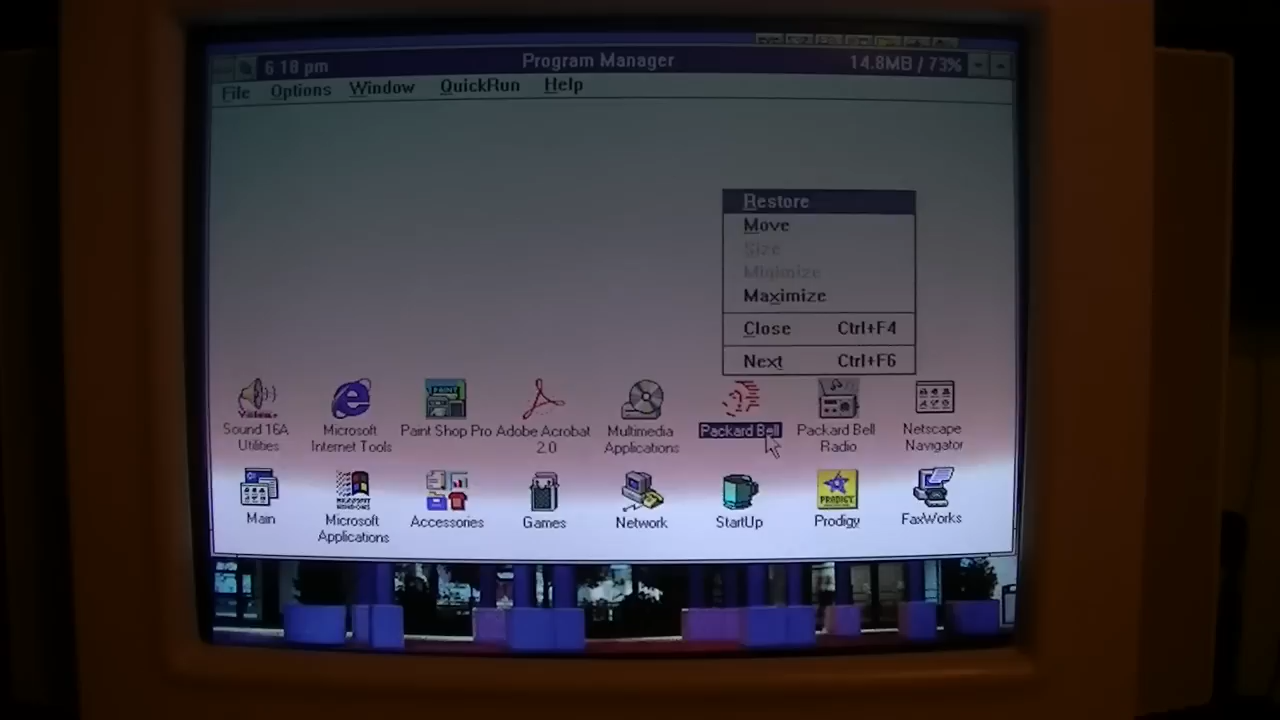 6 18 pm
Program Manager
14.8MB / 73%
File Options Window QuickRun Help
Restore
Move
Size
Minimize
Maximize
Close Ctrl+F4
Next Ctrl+F6
Sound 16A
Utilities
Microsoft
Internet Tools
PAINT
Paint Shop Pro
Adobe Acrobat
2.0
Multimedia
Applications
Packard Bell
Packard Bell
Radio
Netscape
Navigator
Main
Microsoft
Applications
Accessories
Games
Network
StartUp
PRODIGY
Prodigy
FaxWorks